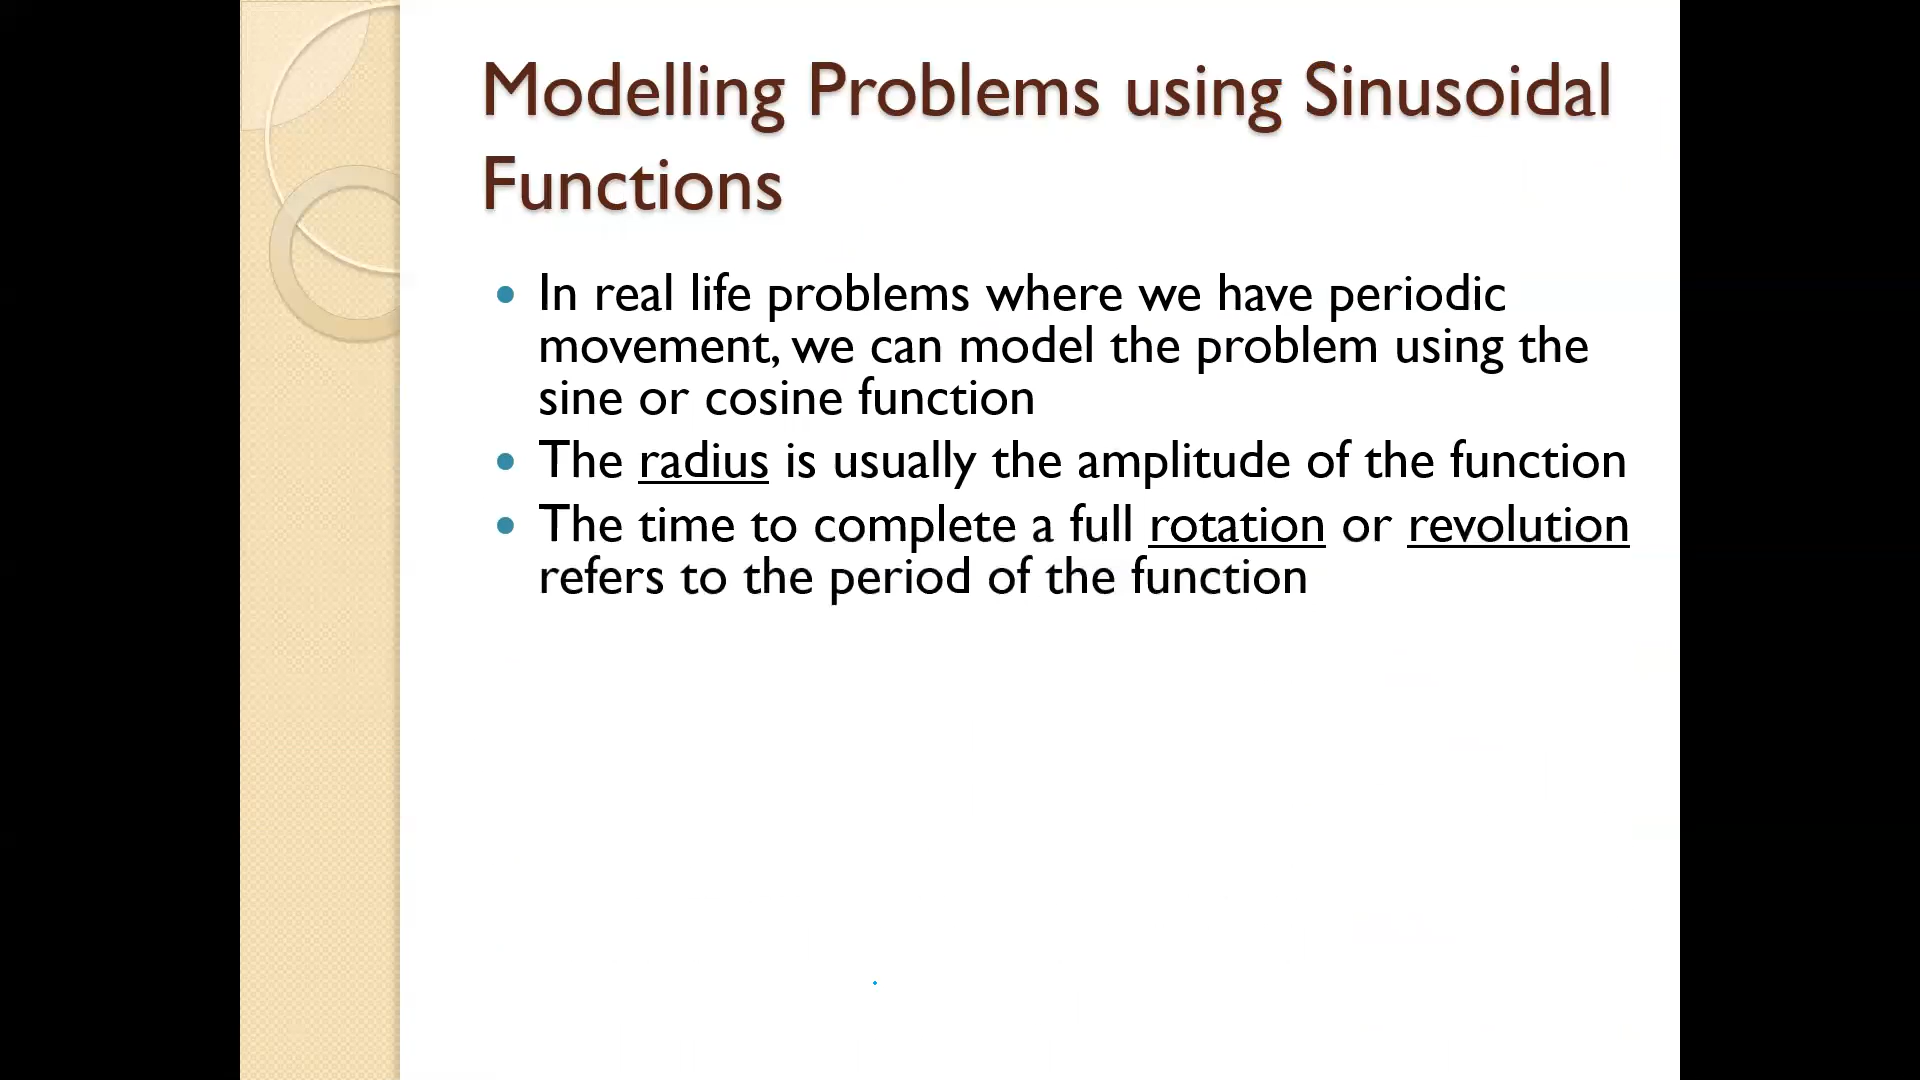 Modelling Problems using Sinusoidal
Functions
• In real life problems where we have periodic
movement, we can model the problem using the
sine or cosine function
• The radius is usually the amplitude of the function
• The time to complete a full rotation or revolution
refers to the period of the function